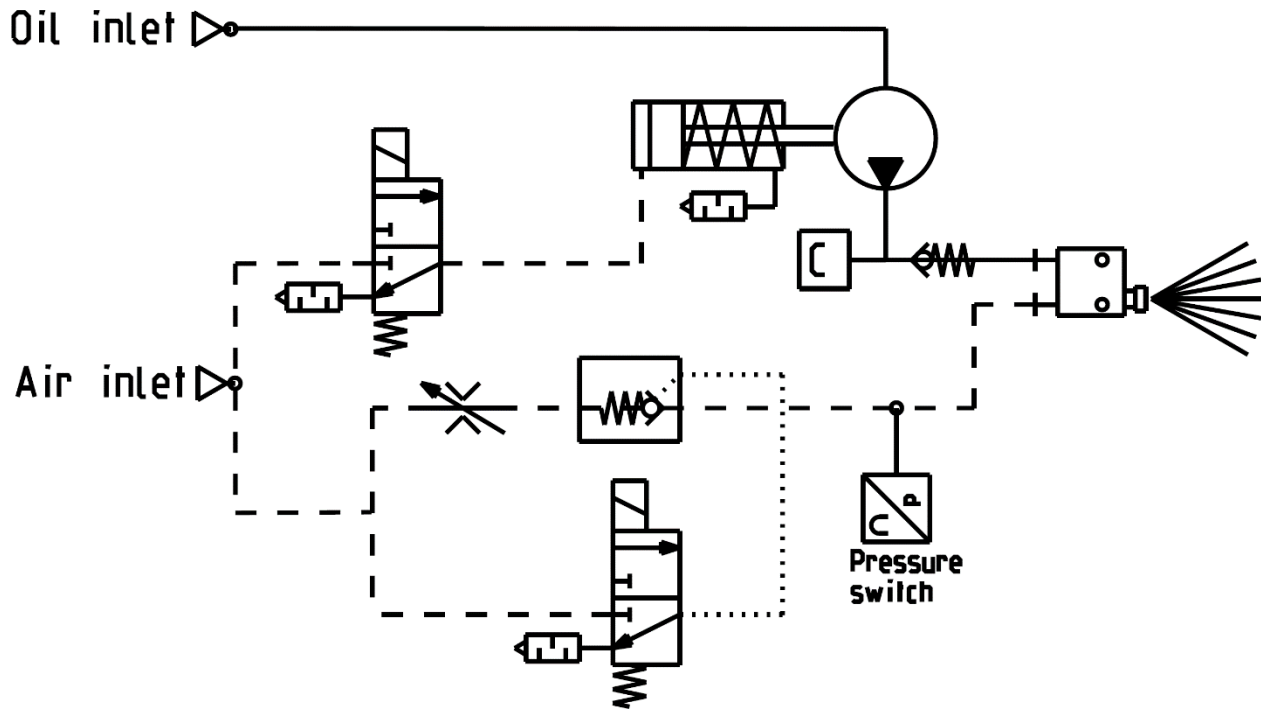 Oil inlet
C
Air inlet
P
C
Pressure
switch